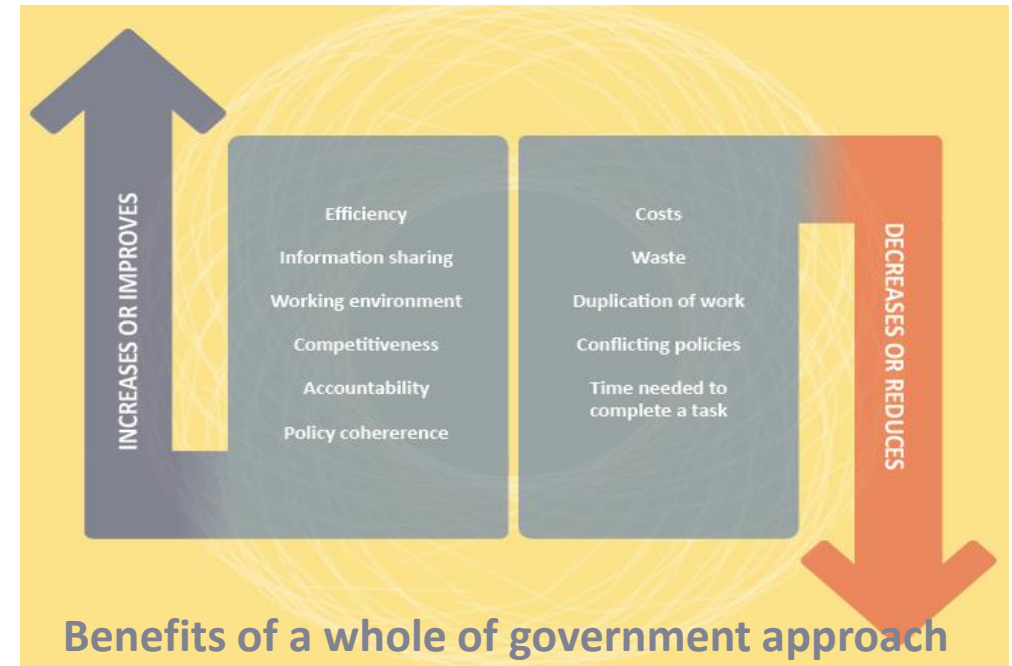 INCREASES OR IMPROVES
Efficiency
Information sharing
Working environment
Competitiveness
Accountability
Policy cohererence
Costs
Waste
Duplication of work
Conflicting policies
Time needed to
complete a task
DECREASES OR REDUCES
Benefits of a whole of government approach